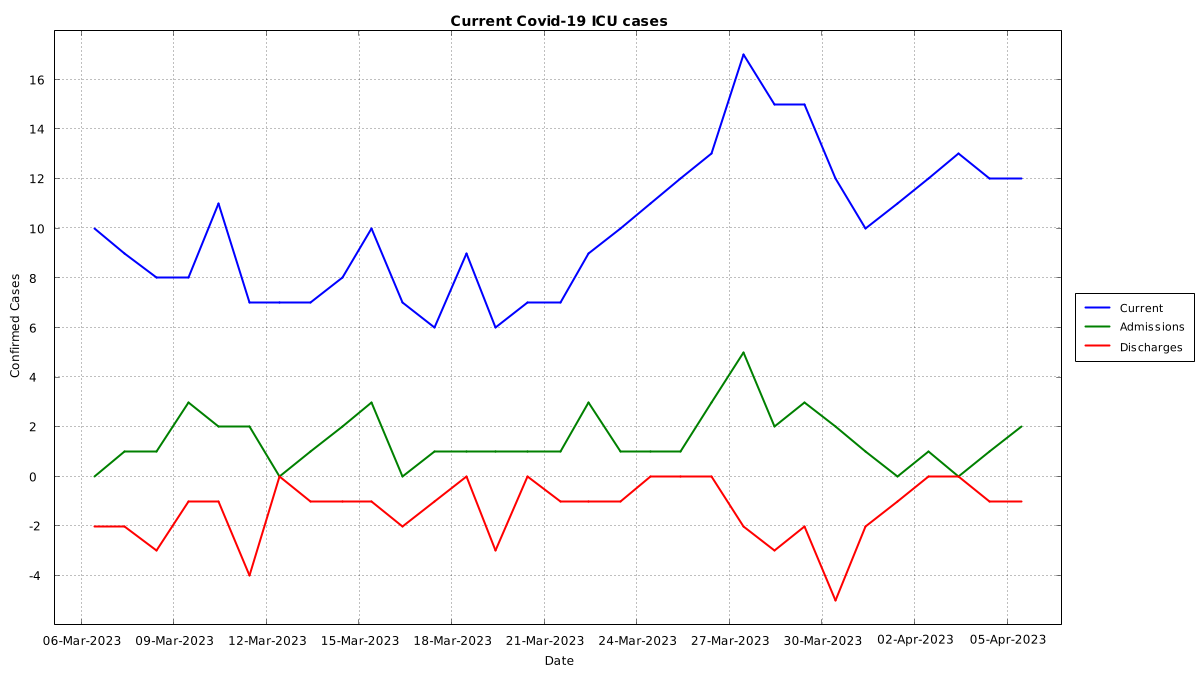 Current Covid-19 ICU cases
Confirmed Cases
16
14
12
10
8
6
4
2
0
-2
-4
06-Mar-2023 09-Mar-2023 12-Mar-2023 15-Mar-2023 18-Mar-2023 21-Mar-2023 24-Mar-2023 27-Mar-2023 30-Mar-2023 02-Apr-2023 05-Apr-2023
Date
Current
Admissions
Discharges